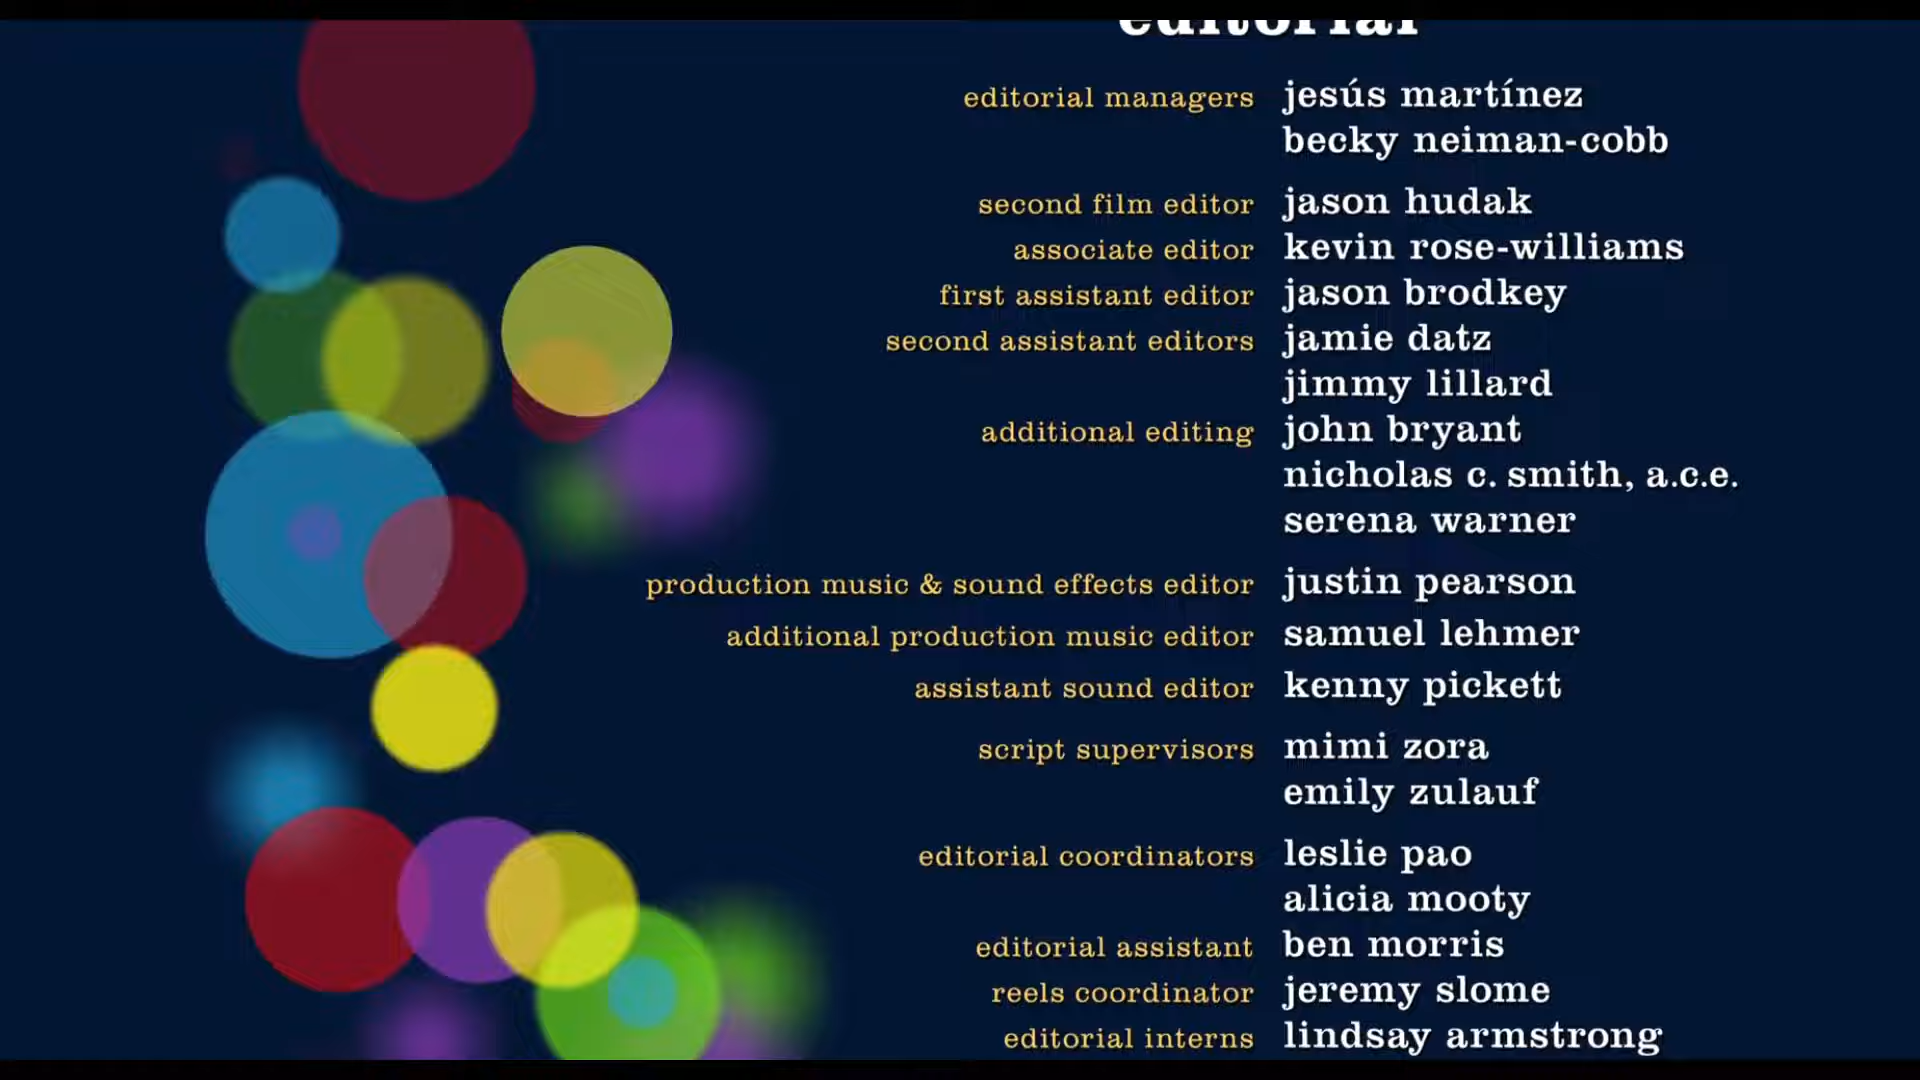 editorial
editorial managers jesús martínez
becky neiman-cobb
second film editor jason hudak
associate editor kevin rose-williams
first assistant editor jason brodkey
second assistant editors jamie datz
jimmy lillard
additional editing john bryant
nicholas c. smith, a.c.e.
serena warner
production music & sound effects editor justin pearson
additional production music editor samuel lehmer
assistant sound editor kenny pickett
script supervisors mimi zora
emily zulauf
editorial coordinators leslie pao
alicia mooty
editorial assistant ben morris
reels coordinator jeremy slome
editorial interns lindsay armstrong